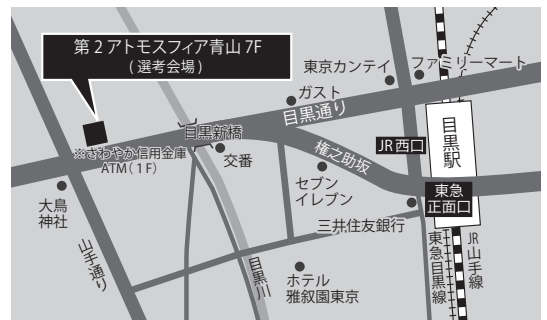 第２アトモスフィア青山 7F
(選考会場)
東京カンテイ
ファミリーマート
ガスト
目黒通り
目黒新橋
※さわやか信用金庫
ATM(1F)
交番
権之助坂
JR西口
目黒駅
セブン
イレブン
東急
正面口
大鳥
神社
三井住友銀行
山手通り
目黒川
ホテル
雅叙園東京
東急目黒線
JR山手線